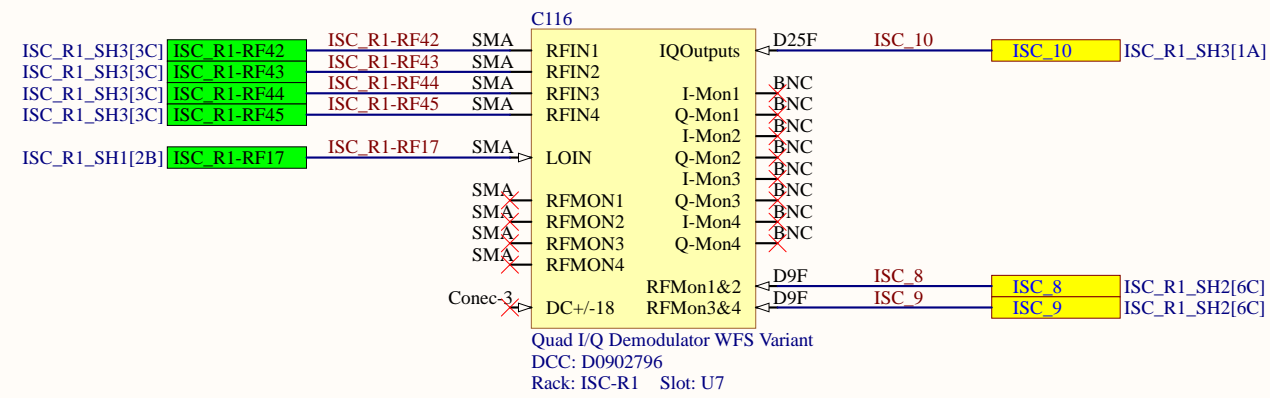 C116
ISC_R1_SH3[3C] ISC_R1-RF42 ISC_R1-RF42 SMA RFIN1 IQOutputs D25F ISC_10 ISC_10 ISC_R1_SH3[1A]
ISC_R1_SH3[3C] ISC_R1-RF43 ISC_R1-RF43 SMA RFIN2
ISC_R1_SH3[3C] ISC_R1-RF44 ISC_R1-RF44 SMA RFIN3 I-Mon1 BNC
ISC_R1_SH3[3C] ISC_R1-RF45 ISC_R1-RF45 SMA RFIN4 Q-Mon1 BNC
I-Mon2 BNC
ISC_R1_SH1[2B] ISC_R1-RF17 ISC_R1-RF17 SMA LOIN Q-Mon2 BNC
I-Mon3 BNC
SMA RFMON1 Q-Mon3 BNC
SMA RFMON2 I-Mon4 BNC
SMA RFMON3 Q-Mon4 BNC
SMA RFMON4
RFMon1&2 D9F ISC_8 ISC_8 ISC_R1_SH2[6C]
Conec-3 DC+/-18 RFMon3&4 D9F ISC_9 ISC_9 ISC_R1_SH2[6C]
Quad I/Q Demodulator WFS Variant
DCC: D0902796
Rack: ISC-R1 Slot: U7